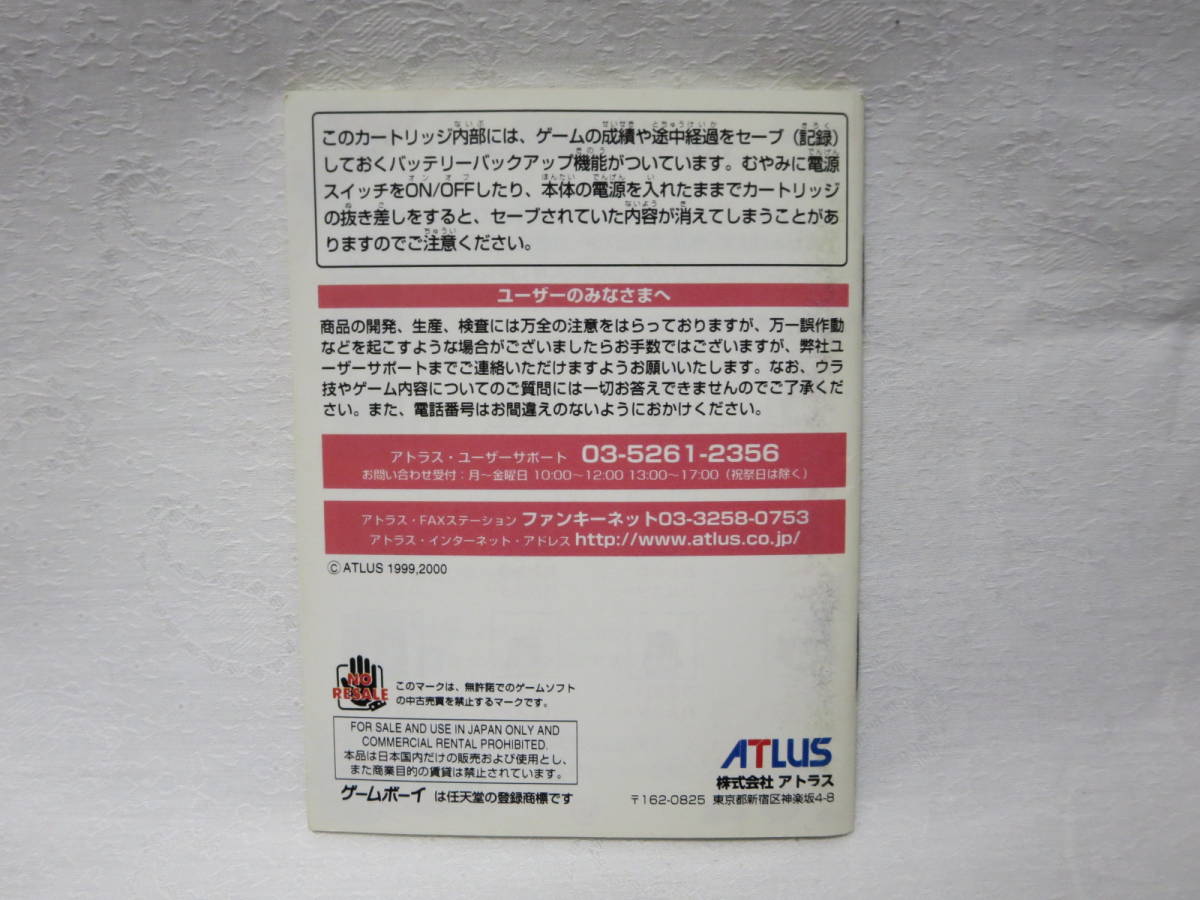 このカートリッジ内部には、ゲームの成績や途中経過をセーブ（記録）
しておくバッテリーバックアップ機能がついています。むやみに電源
スイッチをON/OFFしたり、本体の電源を入れたままでカートリッジ
の抜き差しをすると、セーブされていた内容が消えてしまうことがあ
りますのでご注意ください。
ユーザーのみなさまへ
商品の開発、生産、検査には万全の注意をはらっておりますが、万一誤作動
などを起こすような場合がございましたらお手数ではございますが、弊社ユ
ーザーサポートまでご連絡いただけますようお願いいたします。なお、ウラ
技やゲーム内容についてのご質問には一切お答えできませんのでご了承くだ
さい。また、電話番号はお間違えのないようにおかけください。
アトラス・ユーザーサポート 03-5261-2356
お問い合わせ受付：月～金曜日 10:00～12:00 13:00～17:00（祝祭日は除く）
アトラス・FAXステーション ファンキーネット03-3258-0753
アトラス・インターネット・アドレス http://www.atlus.co.jp/
© ATLUS 1999,2000
NO
RESALE
このマークは、無許諾でのゲームソフト
の中古売買を禁止するマークです。
FOR SALE AND USE IN JAPAN ONLY AND
COMMERCIAL RENTAL PROHIBITED.
本品は日本国内だけの販売および使用とし、
また商業目的の賃貸は禁止されています。
ゲームボーイ は任天堂の登録商標です
ATLUS
株式会社 アトラス
〒162-0825 東京都新宿区神楽坂4-8